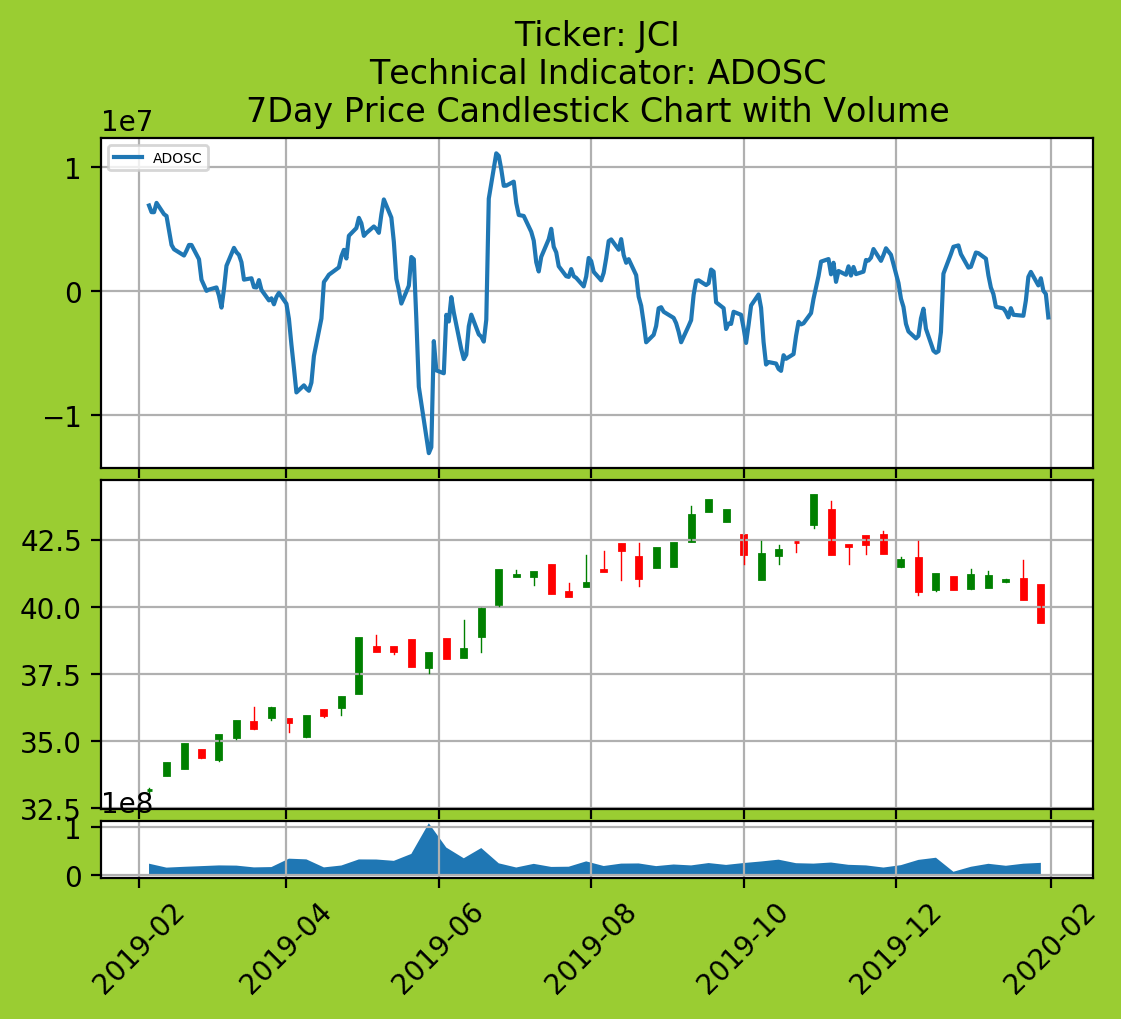 Ticker: JCI
Technical Indicator: ADOSC
7Day Price Candlestick Chart with Volume
1e7
ADOSC
1
0
−1
42.5
40.0
37.5
35.0
32.5
1e8
1
0
2019-02
2019-04
2019-06
2019-08
2019-10
2019-12
2020-02